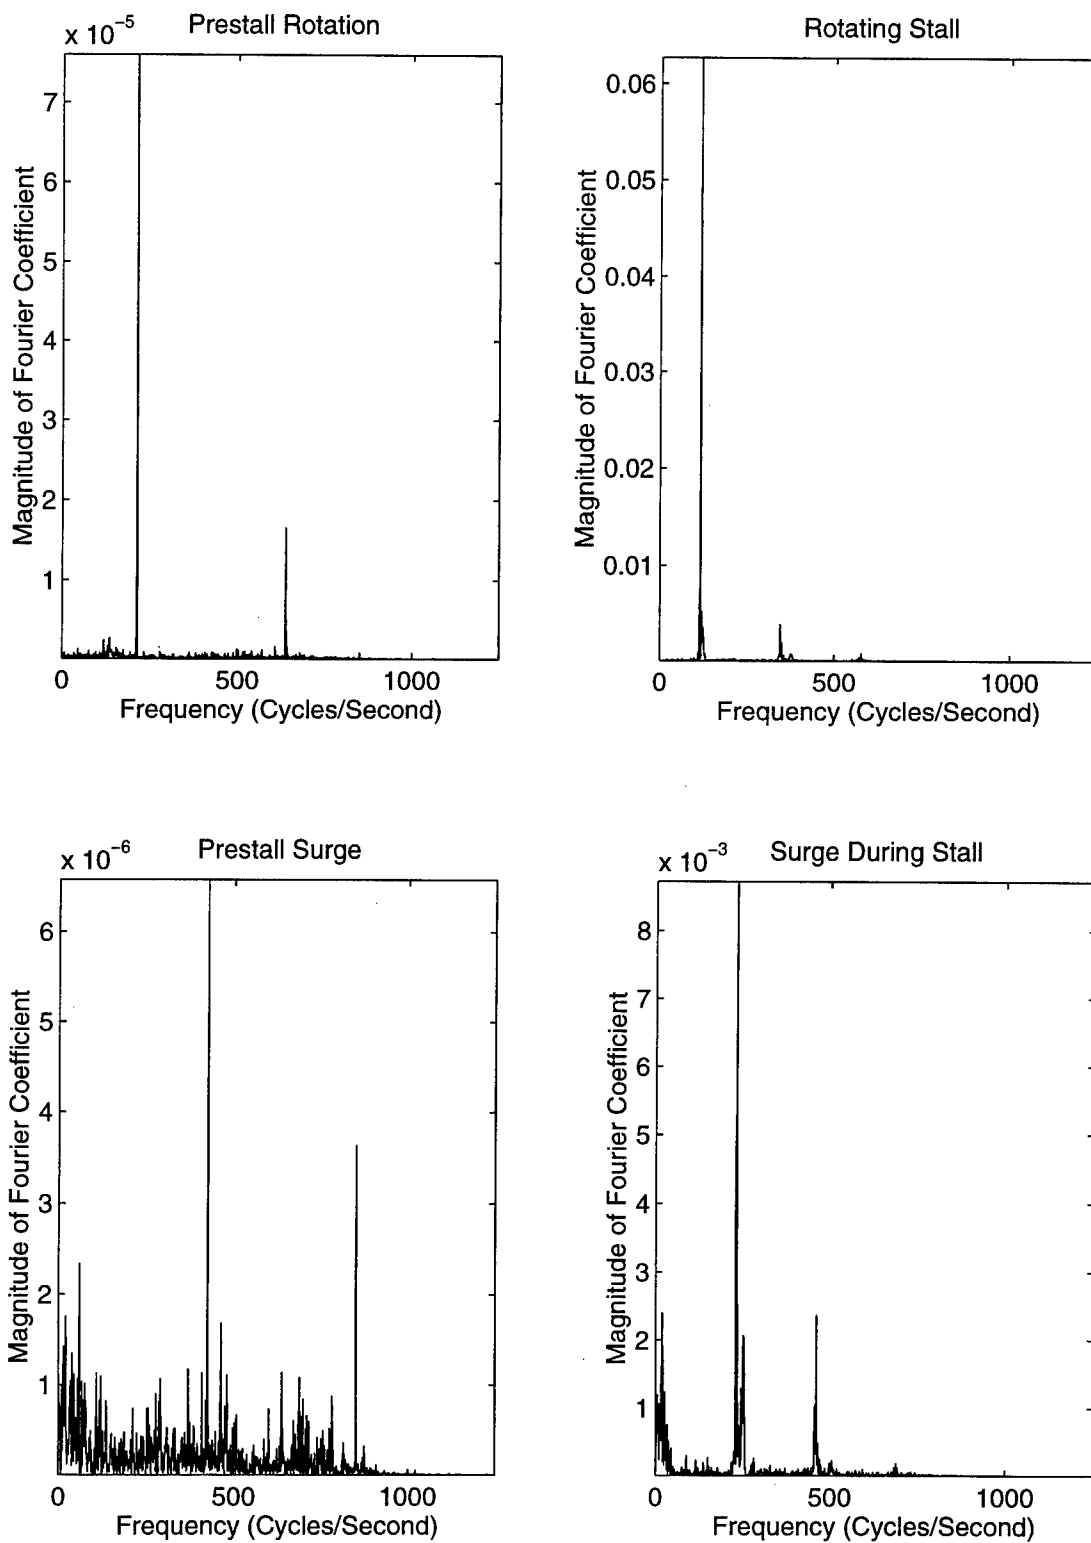 Prestall Rotation
x 10⁻⁵
7
6
5
4
3
2
1
Magnitude of Fourier Coefficient
0 500 1000
Frequency (Cycles/Second)
Rotating Stall
0.06
0.05
0.04
0.03
0.02
0.01
Magnitude of Fourier Coefficient
0 500 1000
Frequency (Cycles/Second)
Prestall Surge
x 10⁻⁶
6
5
4
3
2
1
Magnitude of Fourier Coefficient
0 500 1000
Frequency (Cycles/Second)
Surge During Stall
x 10⁻³
8
7
6
5
4
3
2
1
Magnitude of Fourier Coefficient
0 500 1000
Frequency (Cycles/Second)